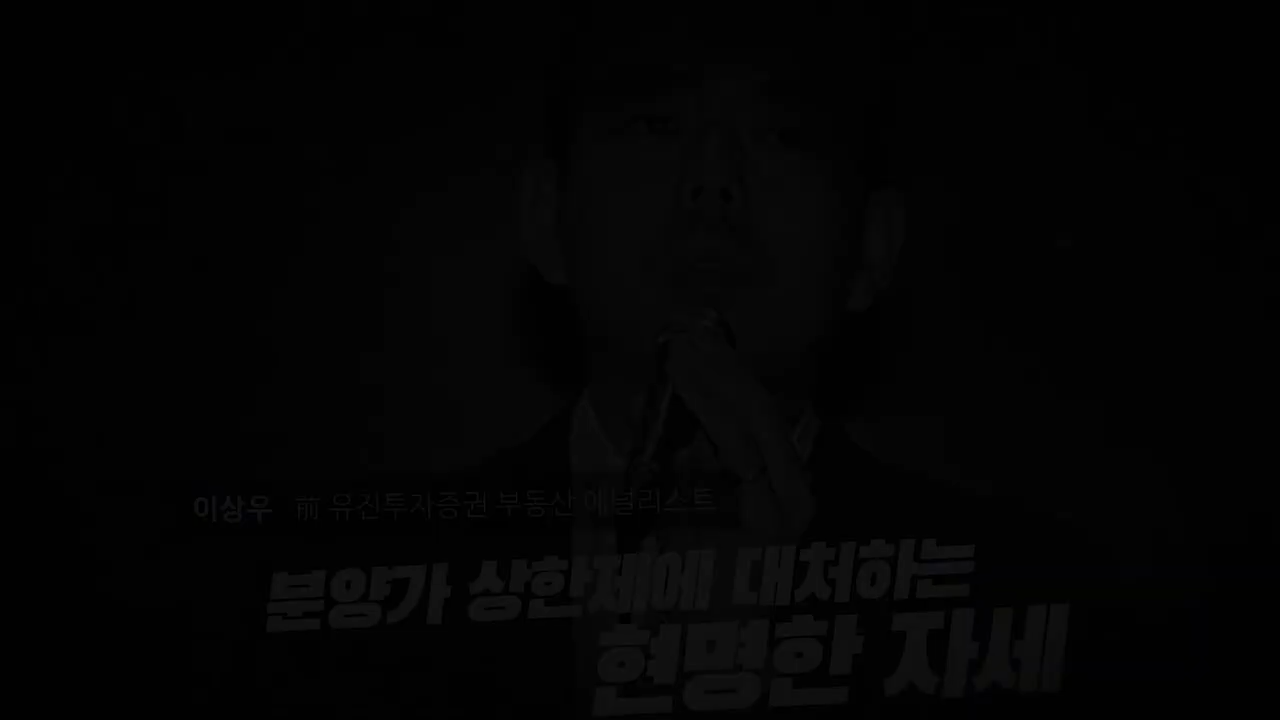 이상우 前 유진투자증권 부동산 애널리스트
분양가 상한제에 대처하는
현명한 자세